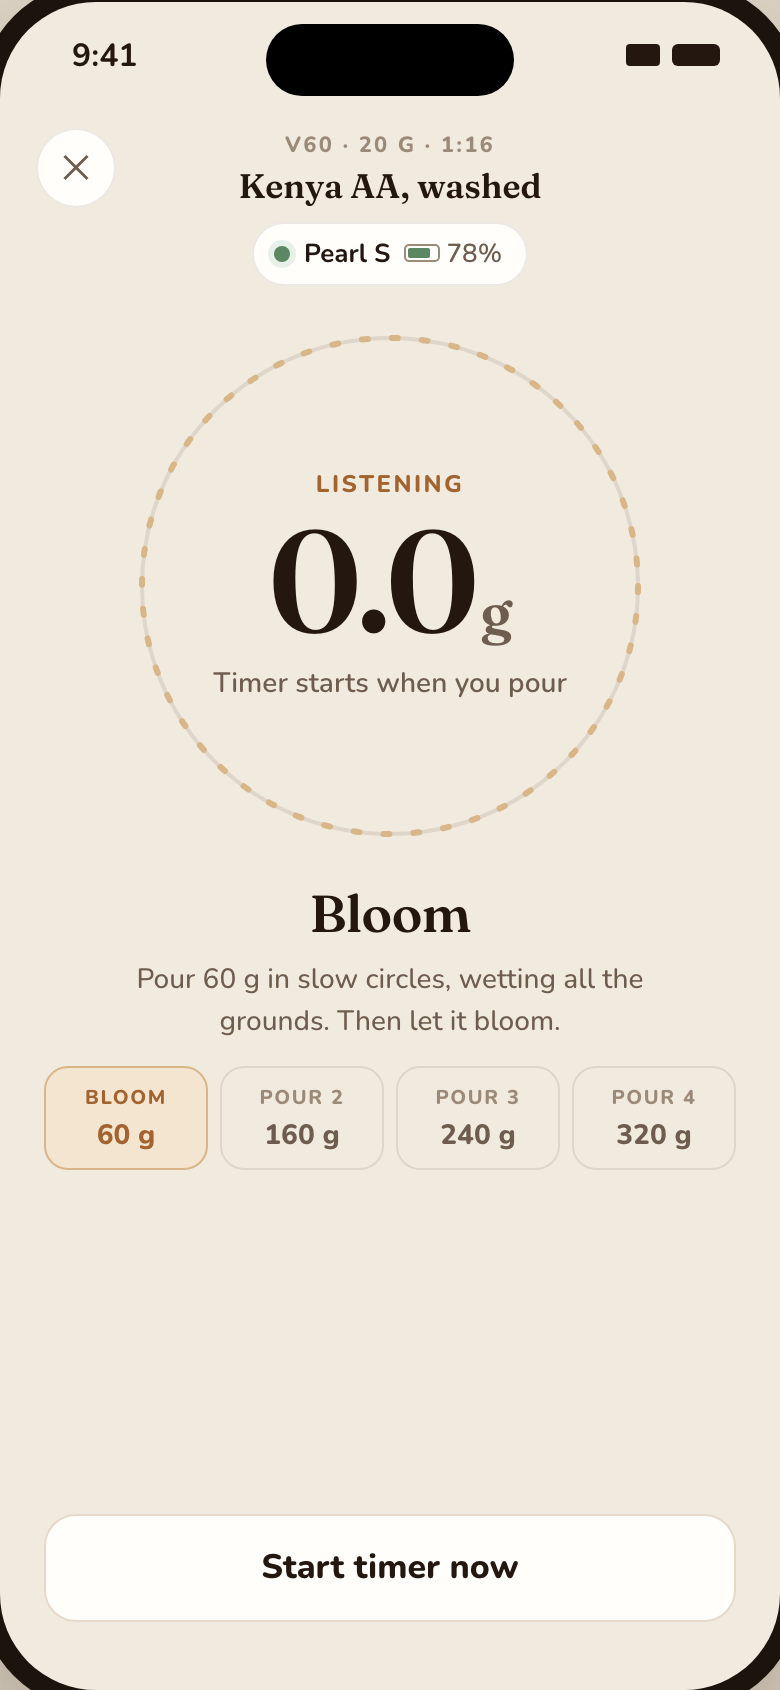 9:41
V60 · 20 G · 1:16
Kenya AA, washed
Pearl S 78%
LISTENING
0.0 g
Timer starts when you pour
Bloom
Pour 60 g in slow circles, wetting all the
grounds. Then let it bloom.
BLOOM POUR 2 POUR 3 POUR 4
60 g 160 g 240 g 320 g
Start timer now